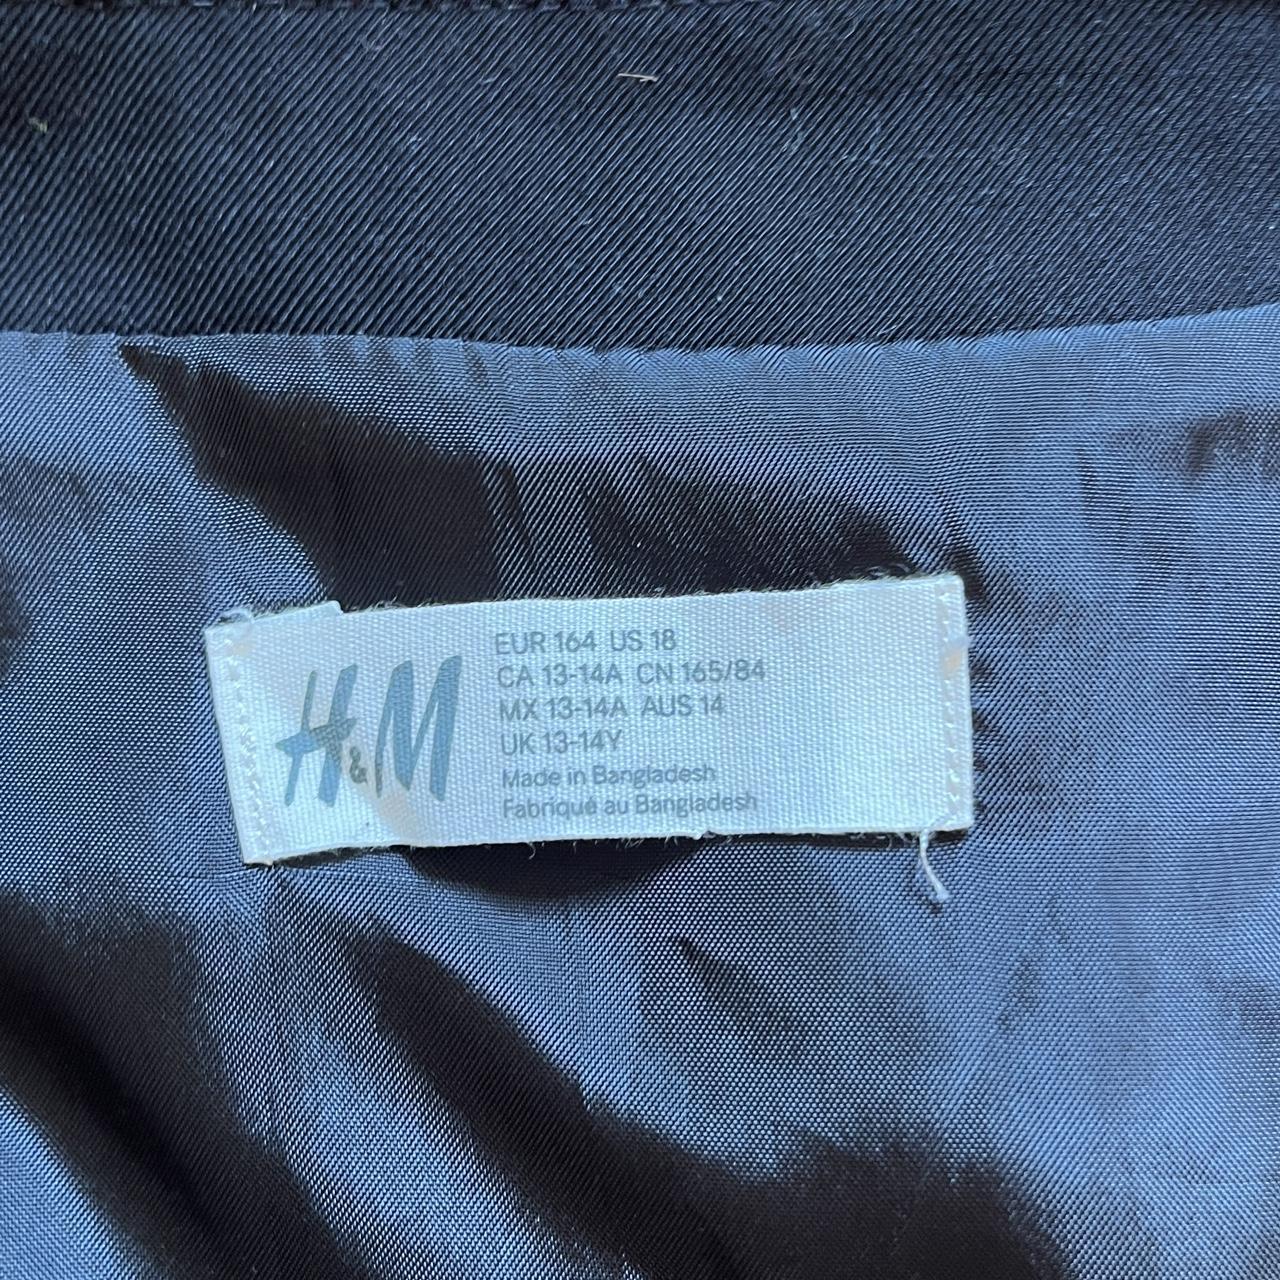 H&M
EUR 164 US 18
CA 13-14A CN 165/84
MX 13-14A AUS 14
UK 13-14Y
Made in Bangladesh
Fabriqué au Bangladesh